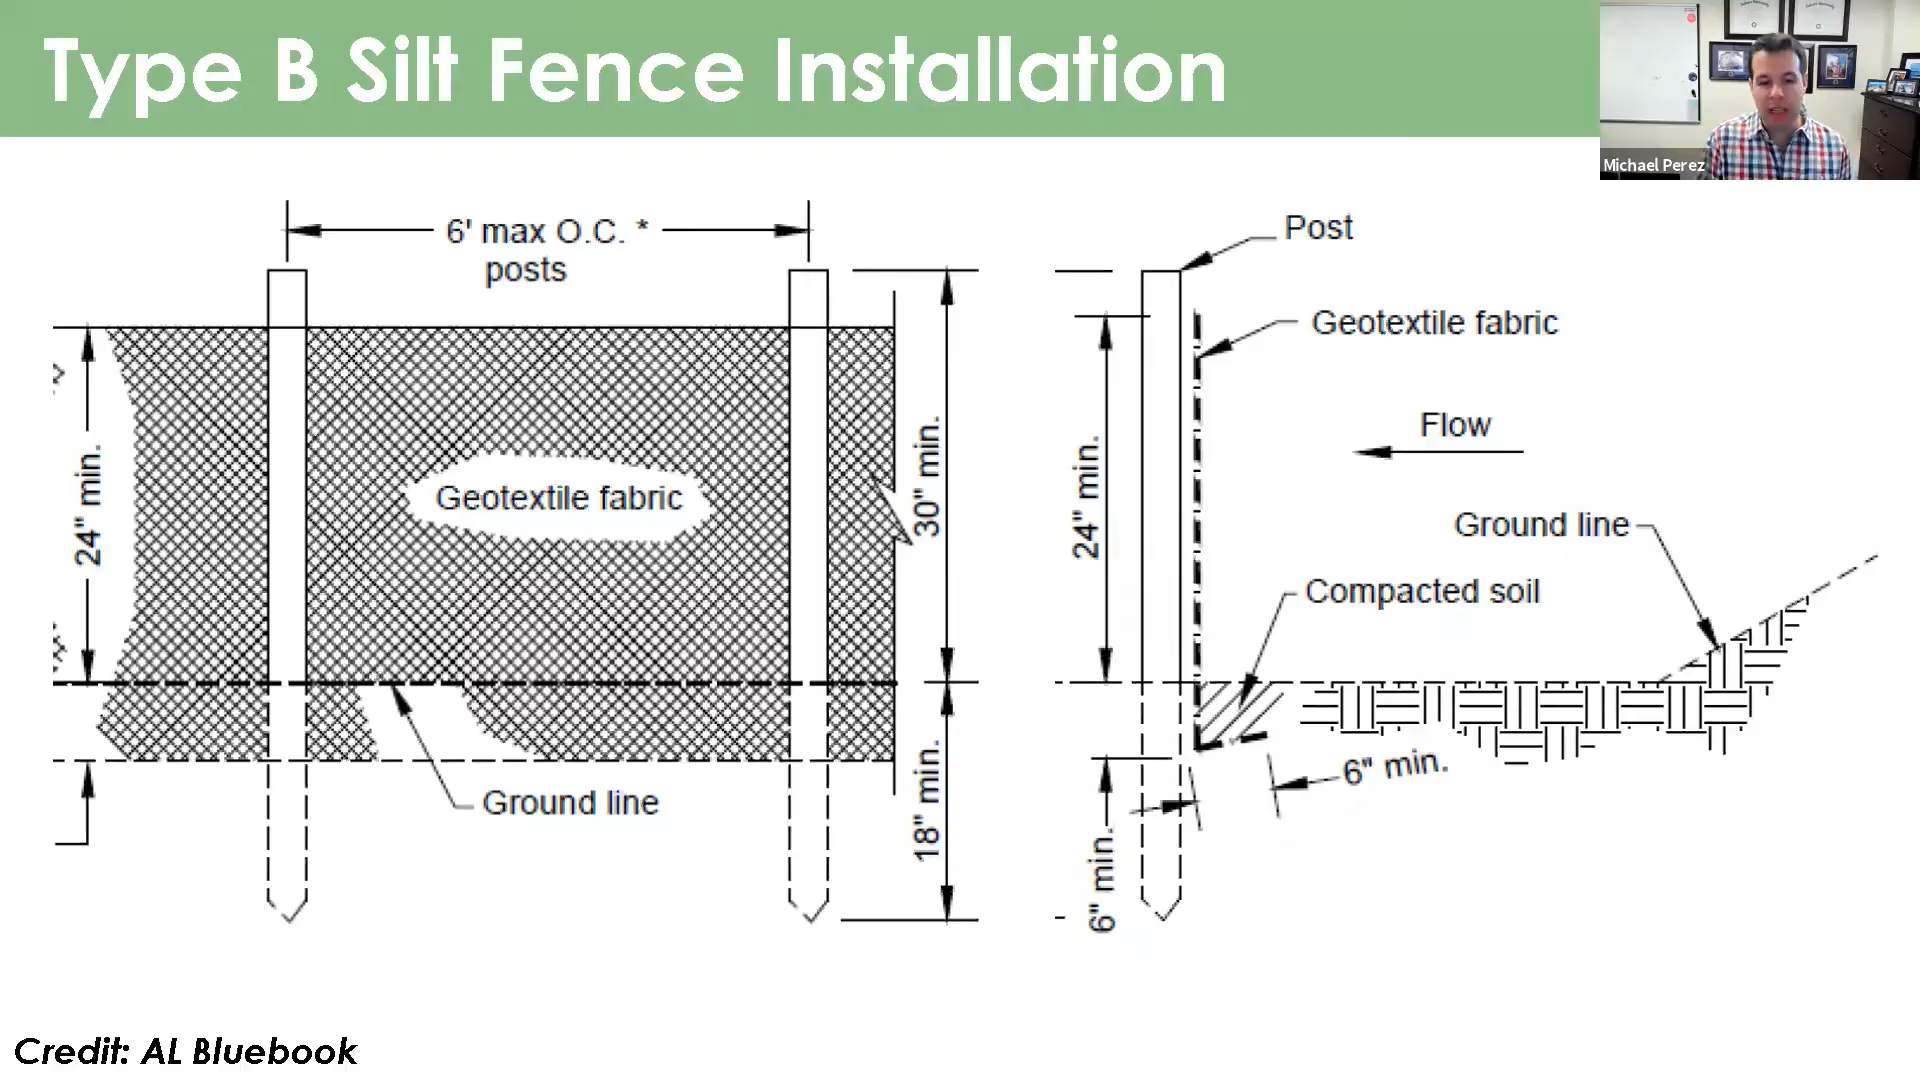 Type B Silt Fence Installation
Michael Perez
6' max O.C. *
posts
24" min.
Geotextile fabric
30" min.
18" min.
Ground line
Post
Geotextile fabric
Flow
24" min.
Ground line
Compacted soil
6" min.
6" min.
Credit: AL Bluebook